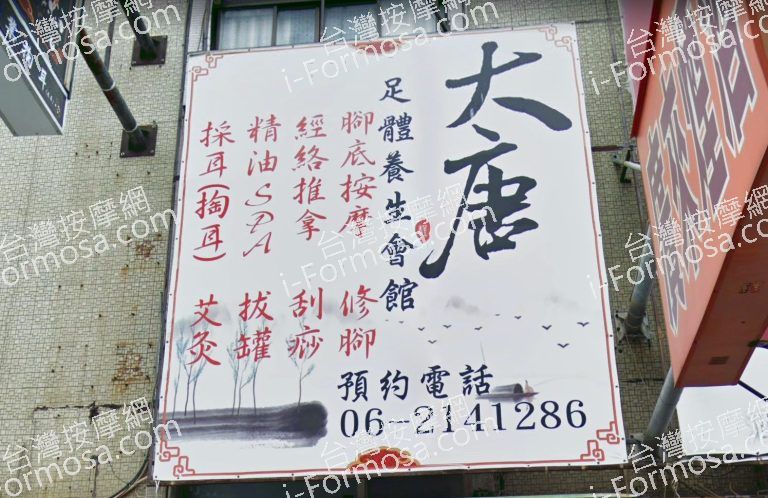 大唐
足體養生會館
腳底按摩 修腳
經絡推拿 刮痧
精油SPA 拔罐
採耳(掏耳) 艾灸
預約電話
06-2141286
台灣按摩網
i-Formosa.com